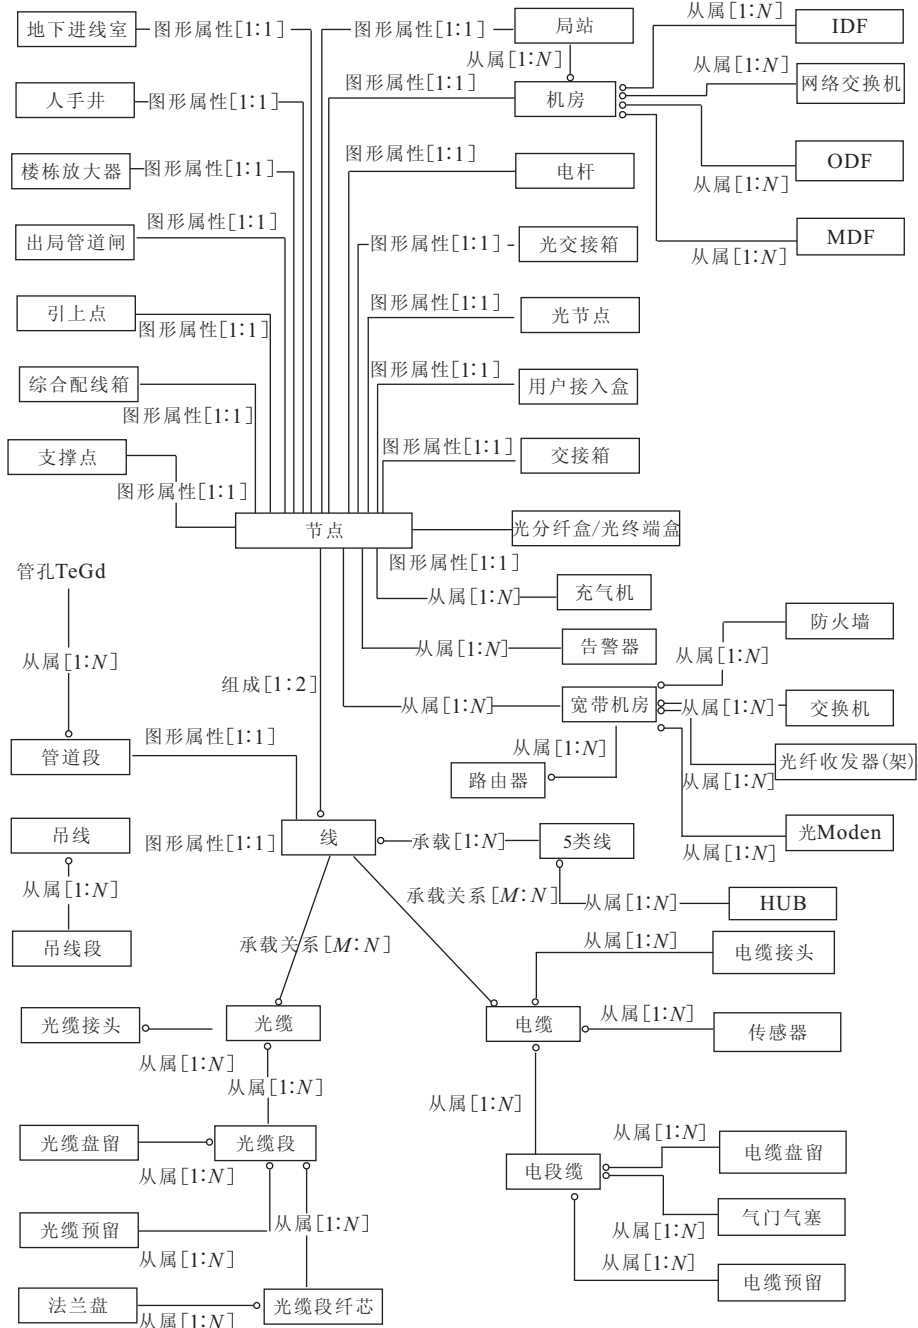 地下进线室
图形属性[1:1]
图形属性[1:1]
局站
从属[1:N]
IDF
从属[1:N]
人手井
图形属性[1:1]
图形属性[1:1]
机房
从属[1:N]
网络交换机
楼栋放大器
图形属性[1:1]
图形属性[1:1]
电杆
ODF
从属[1:N]
出局管道闸
图形属性[1:1]
图形属性[1:1]
光交接箱
MDF
从属[1:N]
引上点
图形属性[1:1]
图形属性[1:1]
光节点
综合配线箱
图形属性[1:1]
图形属性[1:1]
用户接入盒
支撑点
图形属性[1:1]
图形属性[1:1]
交接箱
节点
光分纤盒/光终端盒
图形属性[1:1]
管孔TeGd
从属[1:N]
充气机
防火墙
从属[1:N]
从属[1:N]
告警器
从属[1:N]
组成[1:2]
从属[1:N]
宽带机房
从属[1:N]
交换机
管道段
图形属性[1:1]
从属[1:N]
路由器
光纤收发器(架)
从属[1:N]
吊线
图形属性[1:1]
线
承载[1:N]
5类线
光Moden
从属[1:N]
从属[1:N]
承载关系[M:N]
从属[1:N]
HUB
吊线段
承载关系[M:N]
从属[1:N]
电缆接头
光缆接头
光缆
电缆
从属[1:N]
传感器
从属[1:N]
从属[1:N]
从属[1:N]
光缆盘留
光缆段
从属[1:N]
电缆盘留
从属[1:N]
电段缆
光缆预留
从属[1:N]
从属[1:N]
气门气塞
从属[1:N]
从属[1:N]
电缆预留
法兰盘
从属[1:N]
光缆段纤芯